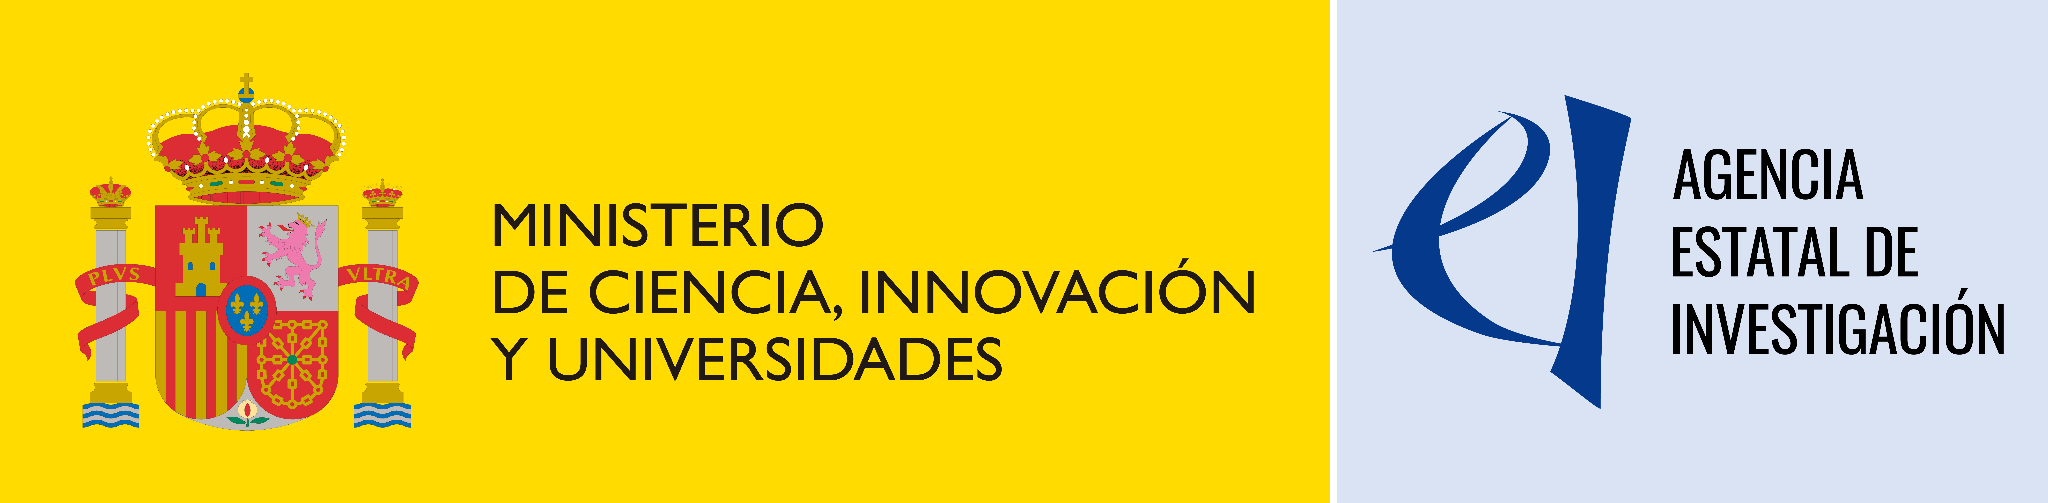 PLVS
VLTRA
MINISTERIO
DE CIENCIA, INNOVACIÓN
Y UNIVERSIDADES
AGENCIA
ESTATAL DE
INVESTIGACIÓN